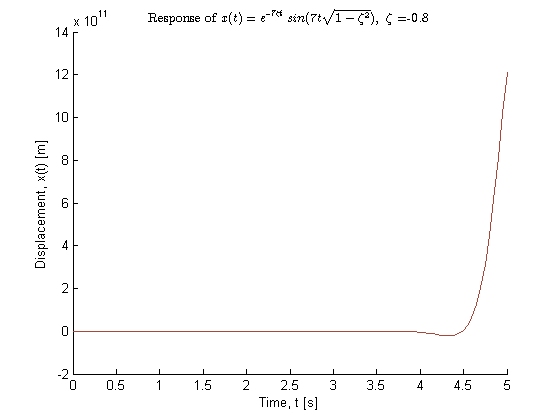 x 10^11
Response of x(t) = e^{-7ζt} sin(7t√(1 − ζ²)), ζ =-0.8
14
12
10
8
6
4
2
0
-2
Displacement, x(t) [m]
0 0.5 1 1.5 2 2.5 3 3.5 4 4.5 5
Time, t [s]